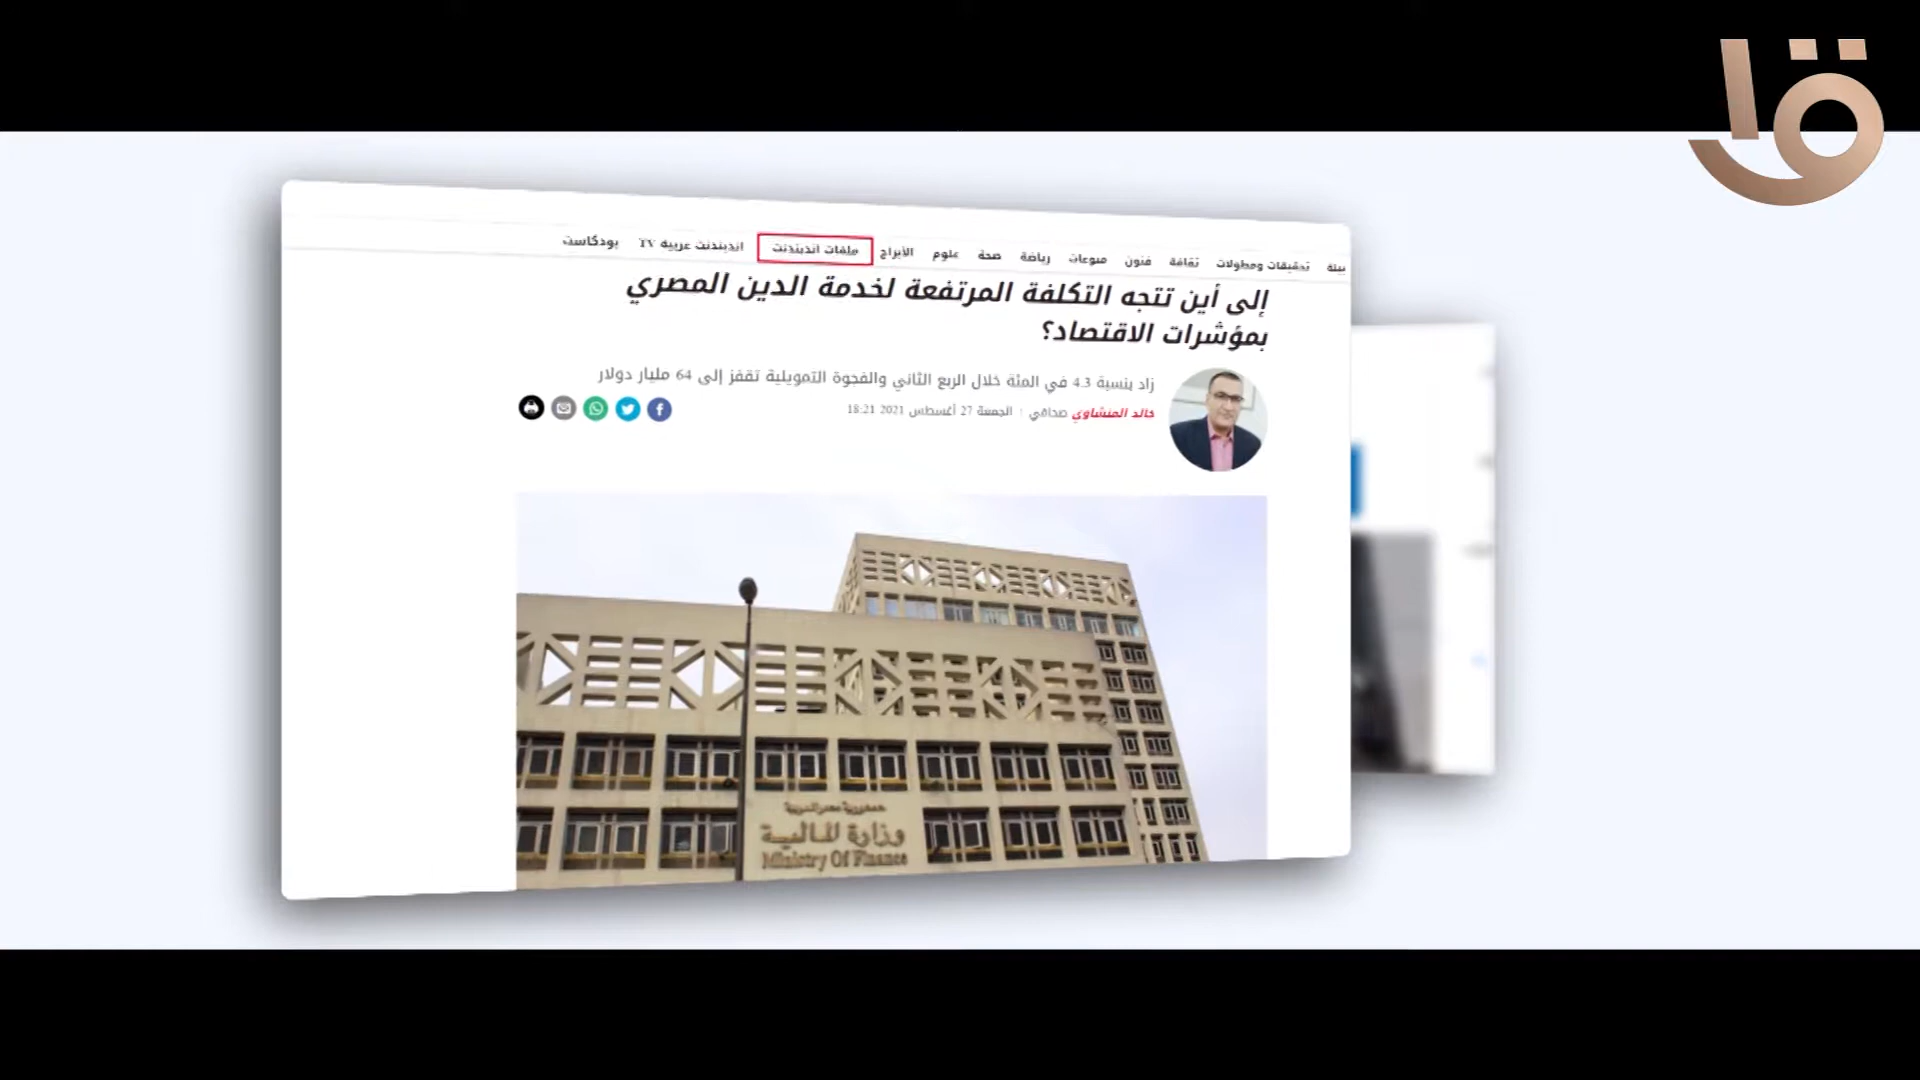 بيئة تحقيقات ومطولات ثقافة فنون منوعات رياضة صحة علوم الأبراج ملفات اندبندنت اندبندنت عربية TV بودكاست
إلى أين تتجه التكلفة المرتفعة لخدمة الدين المصري
بمؤشرات الاقتصاد؟
زاد بنسبة 4.3 في المئة خلال الربع الثاني والفجوة التمويلية تقفز إلى 64 مليار دولار
خالد المنشاوي صحافي | الجمعة 27 أغسطس 2021 18:21
جمهورية مصر العربية
وزارة المالية
Ministry Of Finance